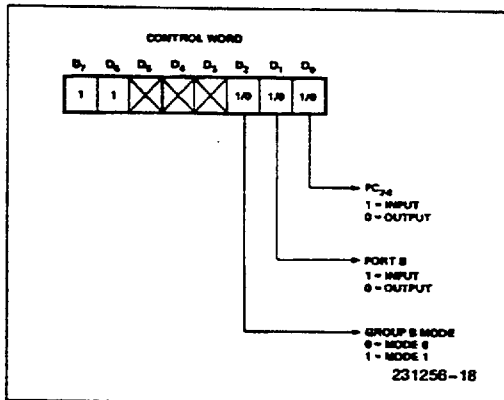 CONTROL WORD
D7 D6 D5 D4 D3 D2 D1 D0
1 1 1/0 1/0 1/0
PC2-0
1 = INPUT
0 = OUTPUT
PORT B
1 = INPUT
0 = OUTPUT
GROUP B MODE
0 = MODE 0
1 = MODE 1
231256-18